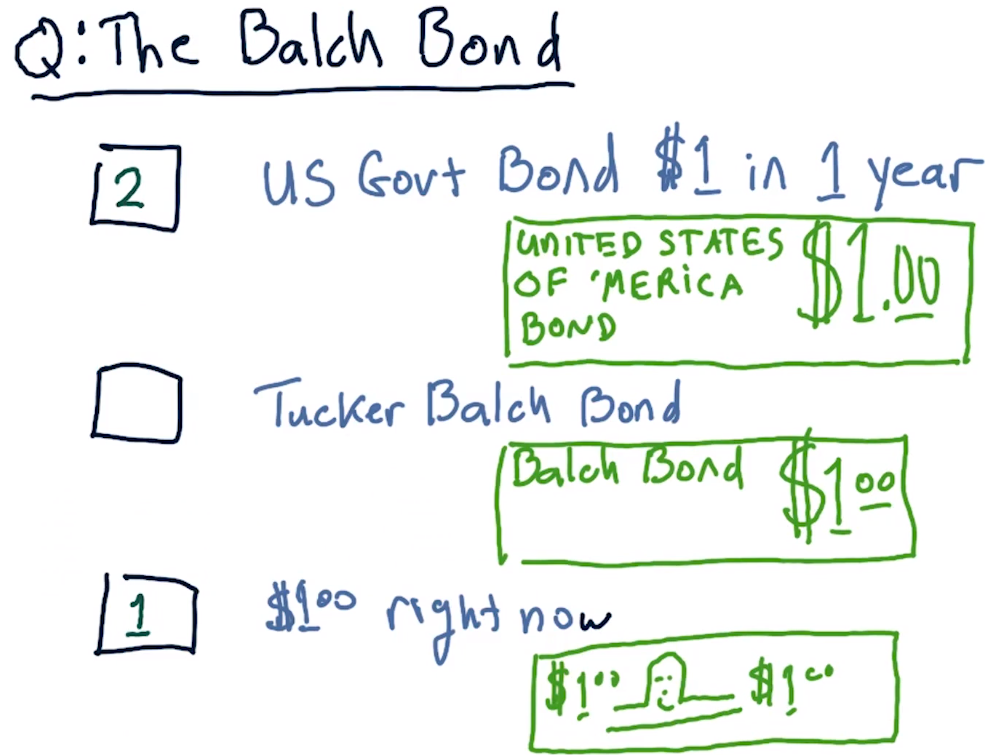 Q: The Balch Bond
2 US Govt Bond $1 in 1 year
UNITED STATES $1.00
OF 'MERICA
BOND
Tucker Balch Bond
Balch Bond $1 00
1 $1 00 right now
$1 00 $1 00